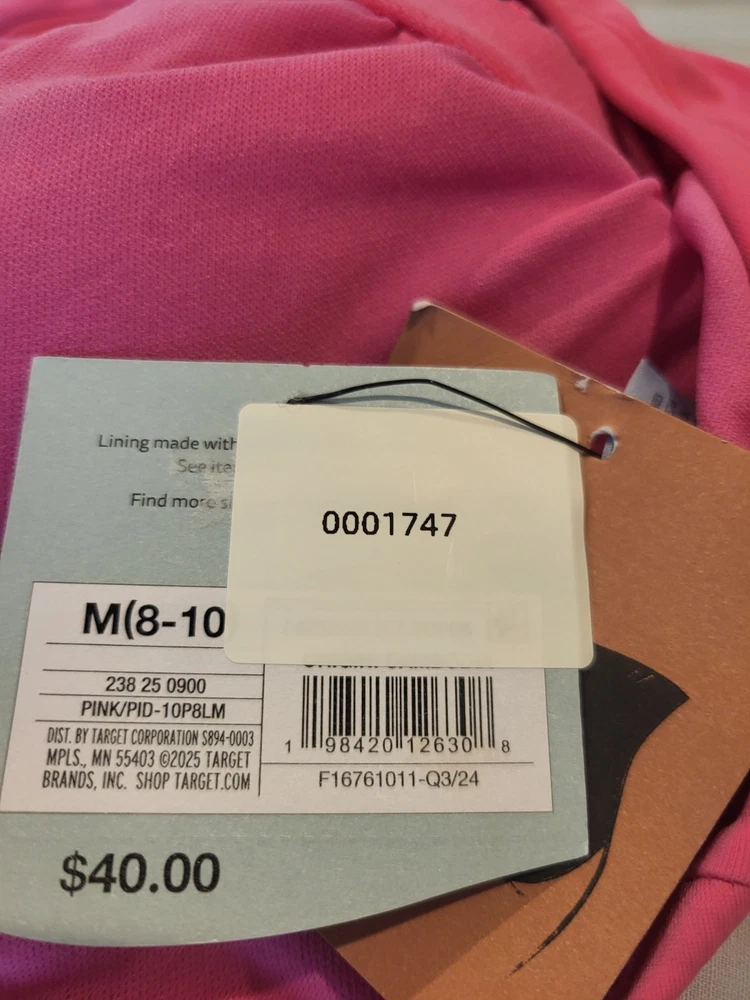 Lining made with
See
Find more
0001747
M(8-10)
238 25 0900
PINK/PID-10P8LM
DIST. BY TARGET CORPORATION S894-0003
MPLS., MN 55403 ©2025 TARGET
BRANDS, INC. SHOP TARGET.COM
1 98420 12630 8
F16761011-Q3/24
$40.00